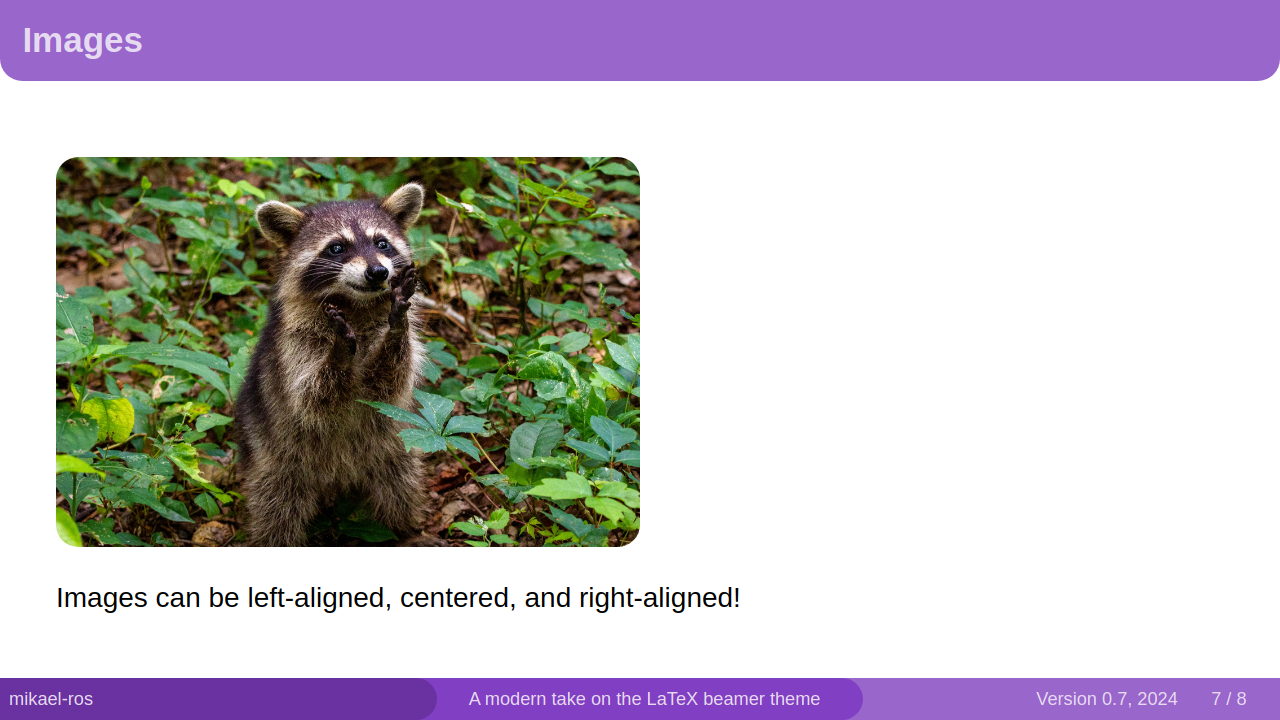 Images
Images can be left-aligned, centered, and right-aligned!
mikael-ros
A modern take on the LaTeX beamer theme
Version 0.7, 2024
7 / 8